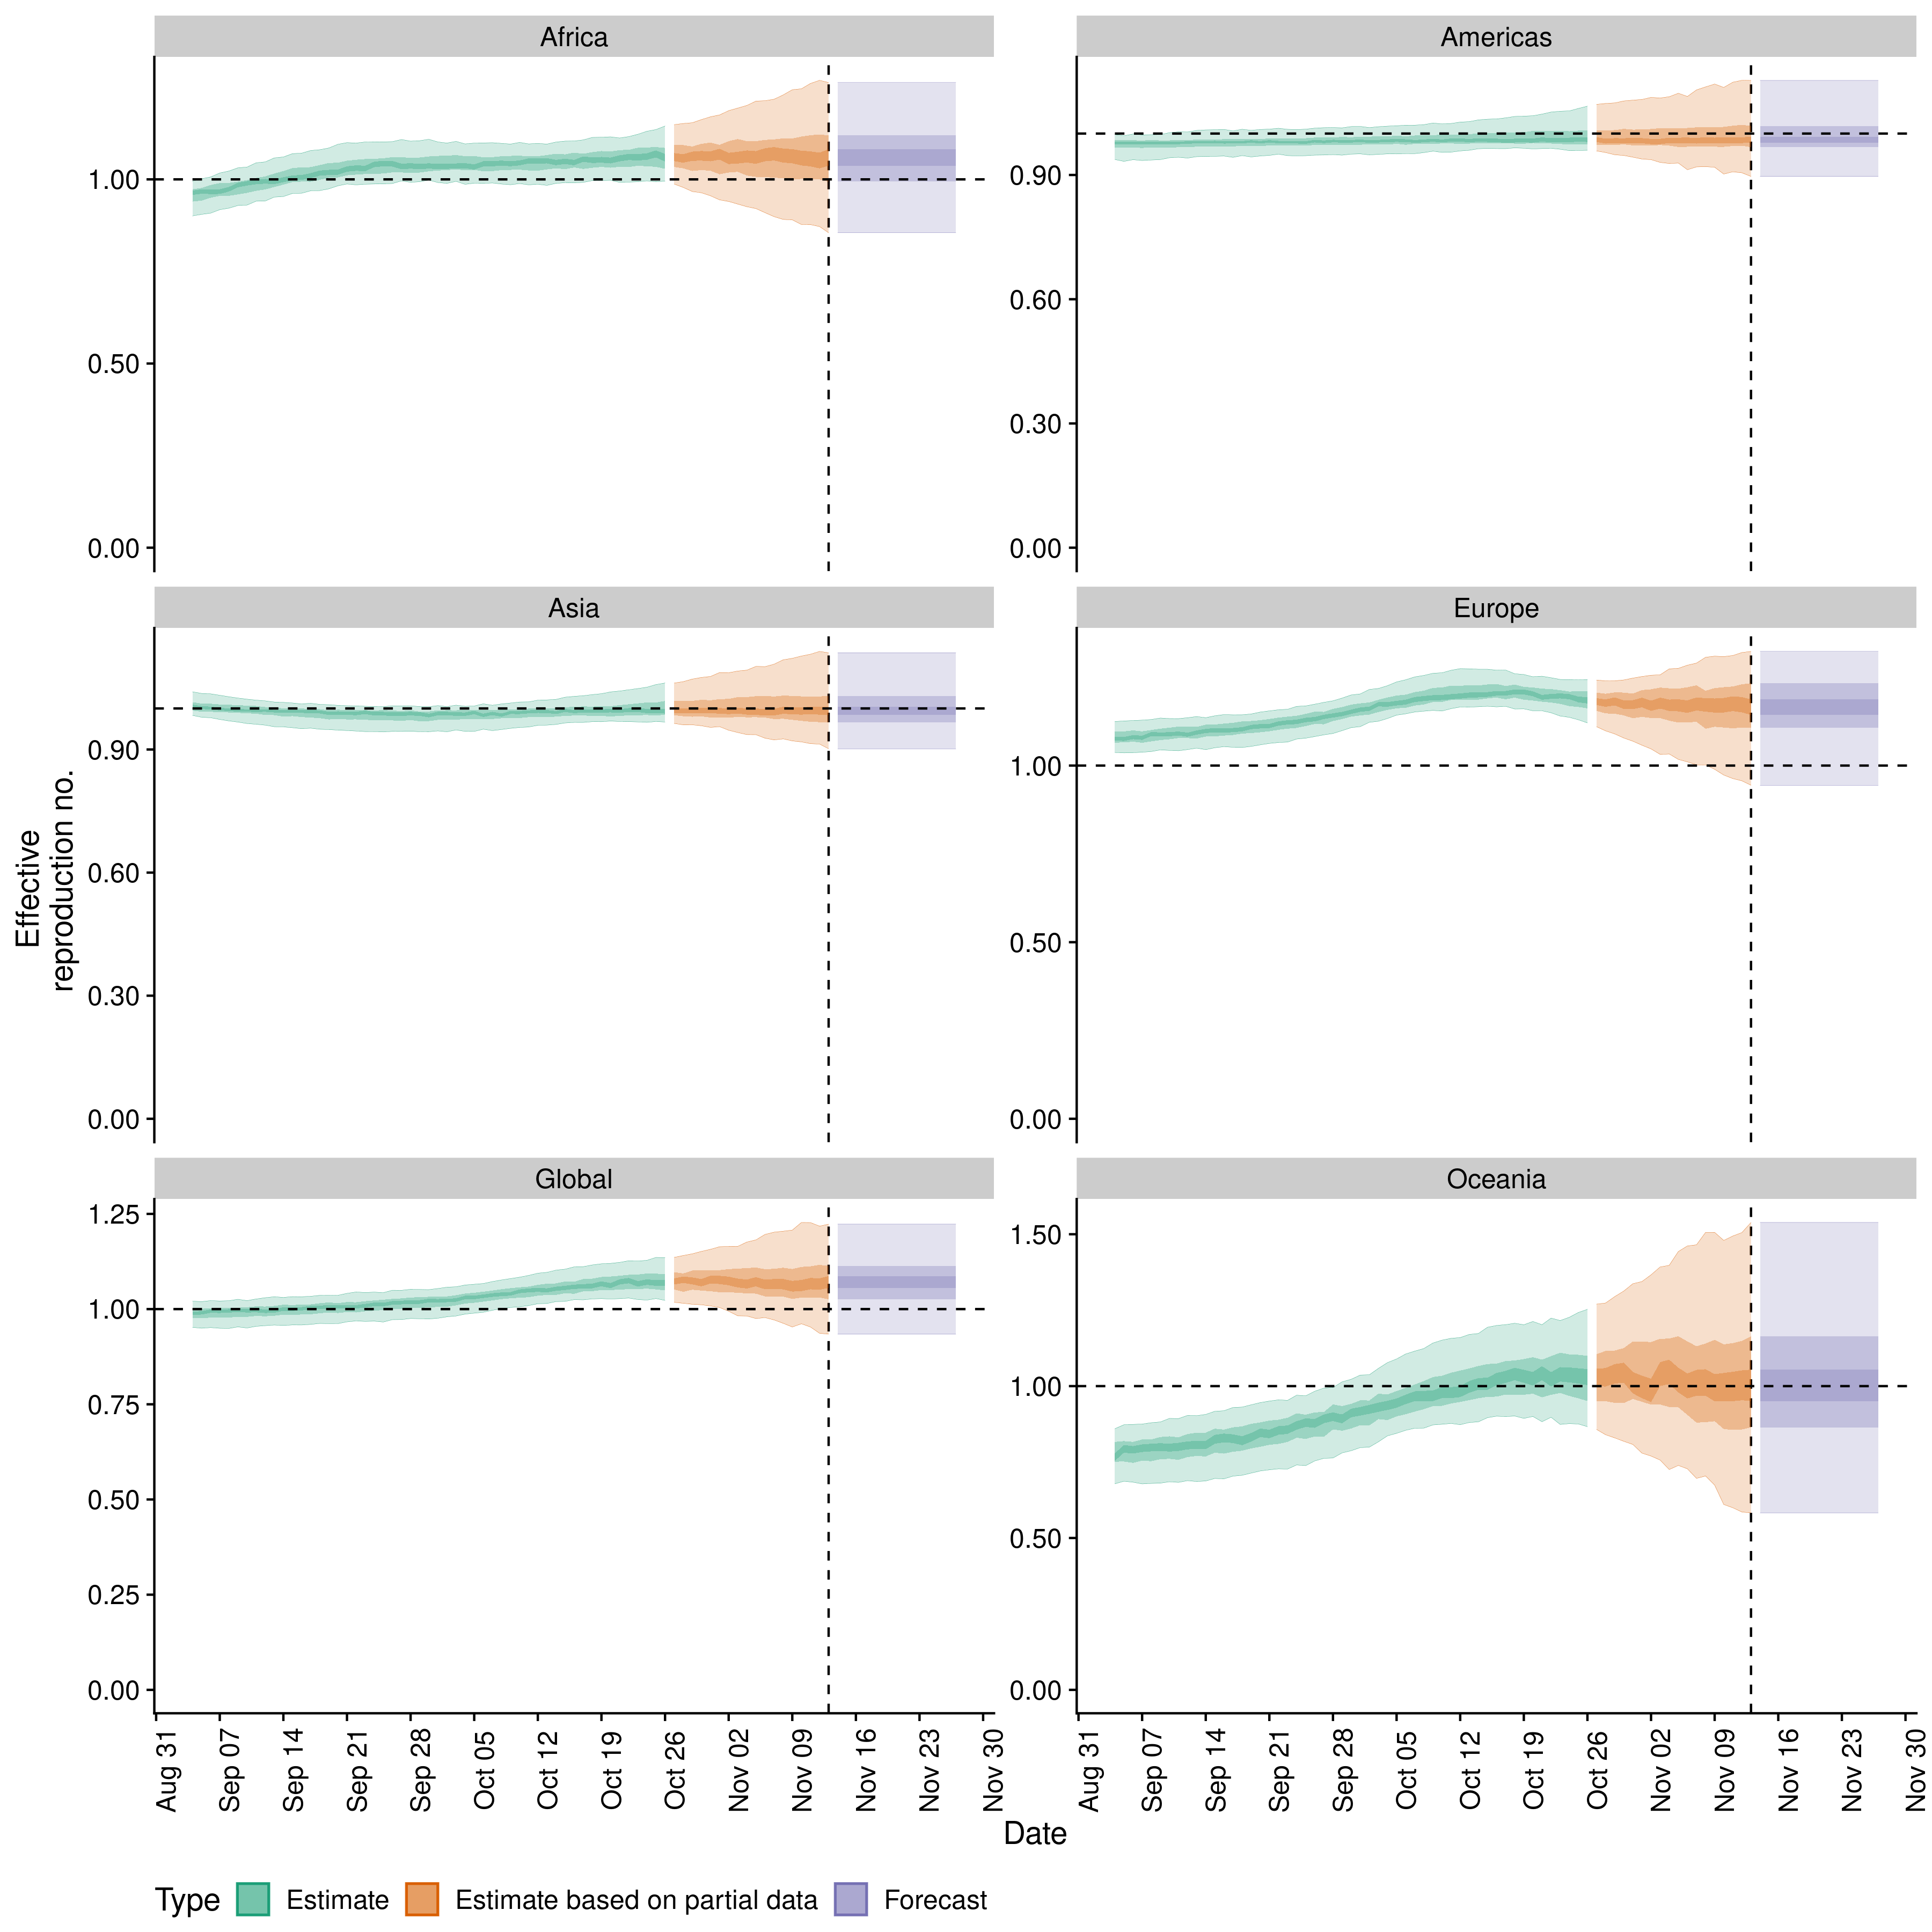 Africa
Americas
1.00
0.50
0.00
0.90
0.60
0.30
0.00
Asia
Europe
0.90
0.60
0.30
0.00
1.00
0.50
0.00
Global
Oceania
1.25
1.00
0.75
0.50
0.25
0.00
1.50
1.00
0.50
0.00
Effective
reproduction no.
Aug 31
Sep 07
Sep 14
Sep 21
Sep 28
Oct 05
Oct 12
Oct 19
Oct 26
Nov 02
Nov 09
Nov 16
Nov 23
Nov 30
Aug 31
Sep 07
Sep 14
Sep 21
Sep 28
Oct 05
Oct 12
Oct 19
Oct 26
Nov 02
Nov 09
Nov 16
Nov 23
Nov 30
Date
Type Estimate Estimate based on partial data Forecast